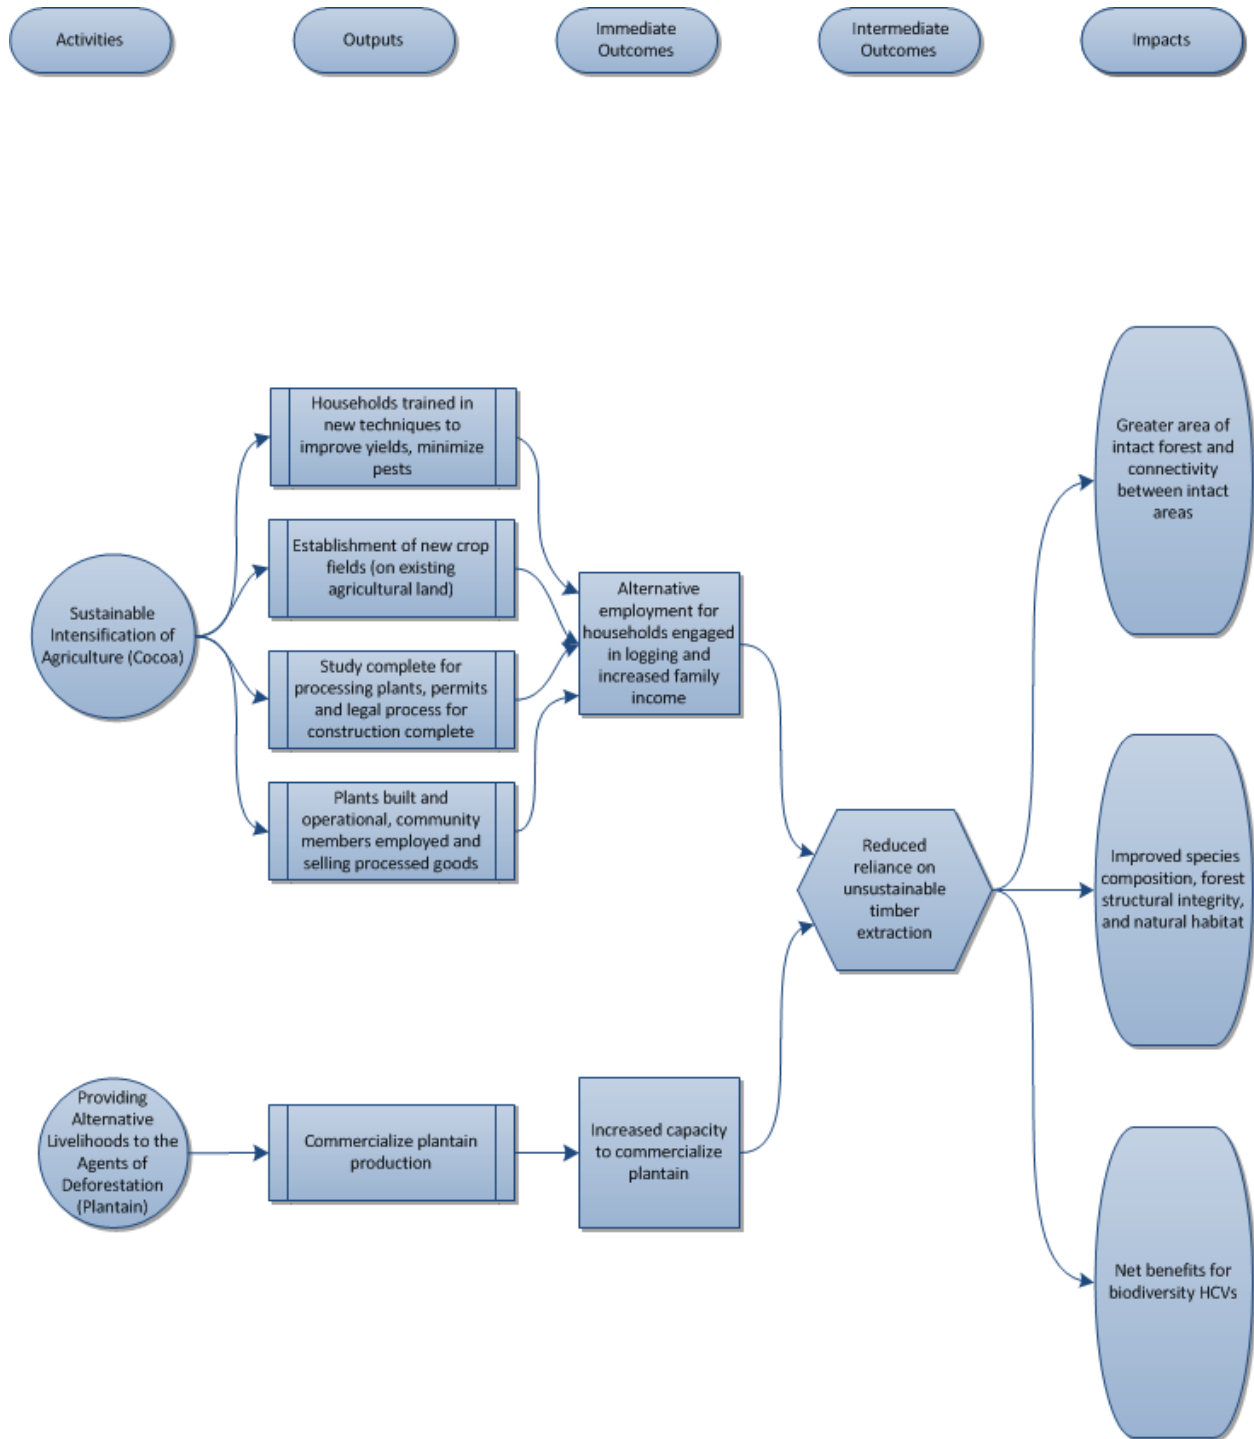 Activities
Outputs
Immediate
Outcomes
Intermediate
Outcomes
Impacts
Households trained in
new techniques to
improve yields, minimize
pests
Establishment of new crop
fields (on existing
agricultural land)
Sustainable
Intensification of
Agriculture (Cocoa)
Study complete for
processing plants, permits
and legal process for
construction complete
Plants built and
operational, community
members employed and
selling processed goods
Alternative
employment for
households engaged
in logging and
increased family
income
Reduced
reliance on
unsustainable
timber
extraction
Greater area of
intact forest and
connectivity
between intact
areas
Improved species
composition, forest
structural integrity,
and natural habitat
Net benefits for
biodiversity HCVs
Providing
Alternative
Livelihoods to the
Agents of
Deforestation
(Plantain)
Commercialize plantain
production
Increased capacity
to commercialize
plantain